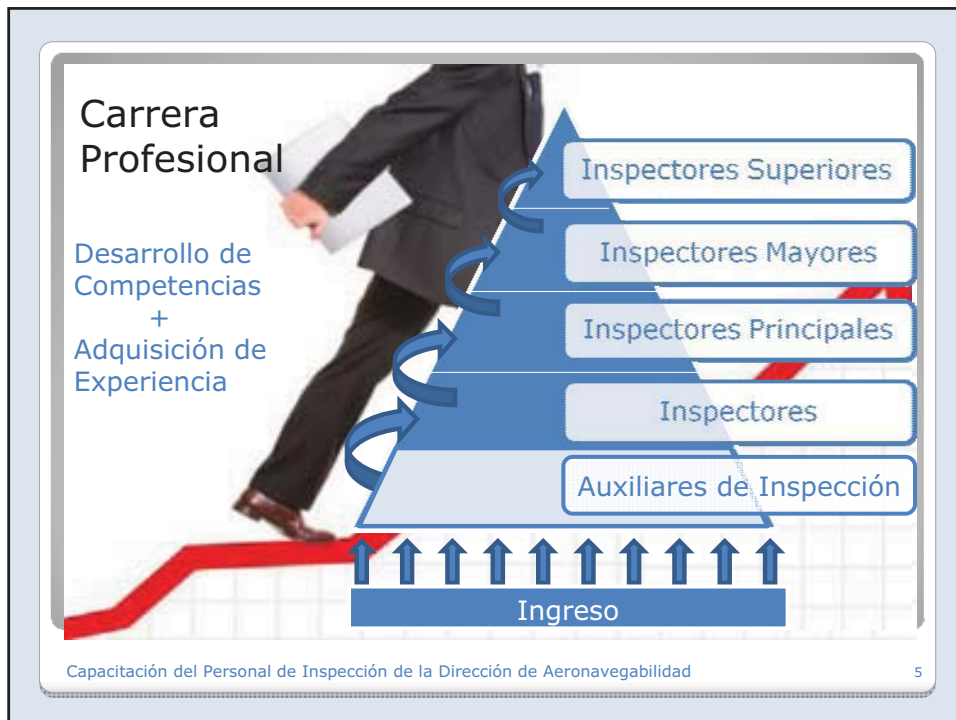 Carrera
Profesional
Desarrollo de
Competencias
+
Adquisición de
Experiencia
Inspectores Superiores
Inspectores Mayores
Inspectores Principales
Inspectores
Auxiliares de Inspección
Ingreso
Capacitación del Personal de Inspección de la Dirección de Aeronavegabilidad
5